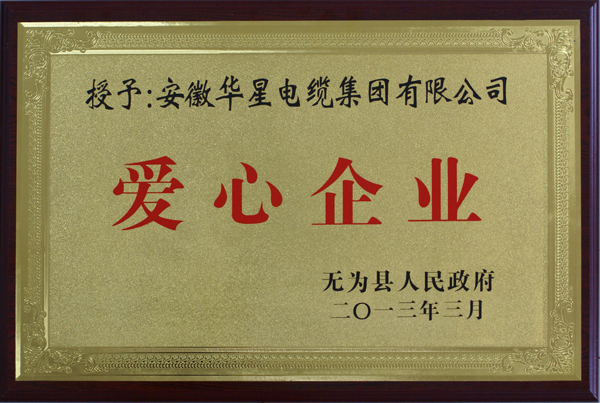 授予:安徽华星电缆集团有限公司
爱心企业
无为县人民政府
二〇一三年三月